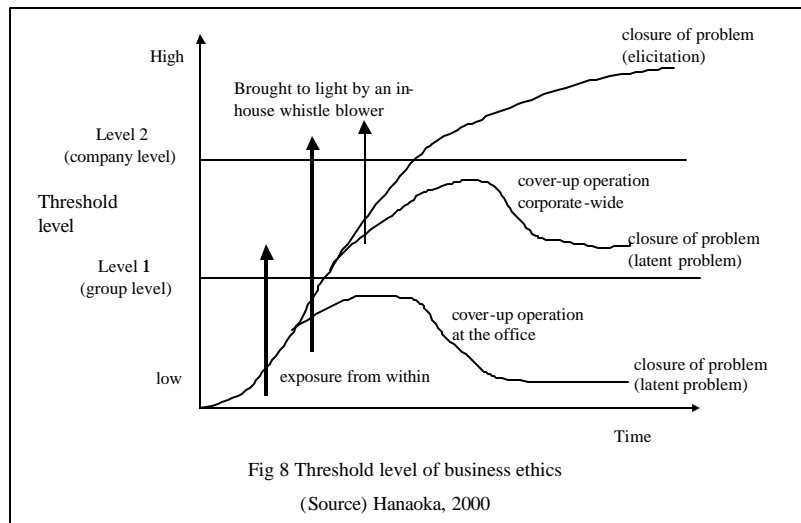 High
closure of problem
(elicitation)
Brought to light by an in-
house whistle blower
Level 2
(company level)
cover-up operation
corporate-wide
Threshold
level
closure of problem
(latent problem)
Level 1
(group level)
cover-up operation
at the office
closure of problem
(latent problem)
low
exposure from within
Time
Fig 8 Threshold level of business ethics
(Source) Hanaoka, 2000